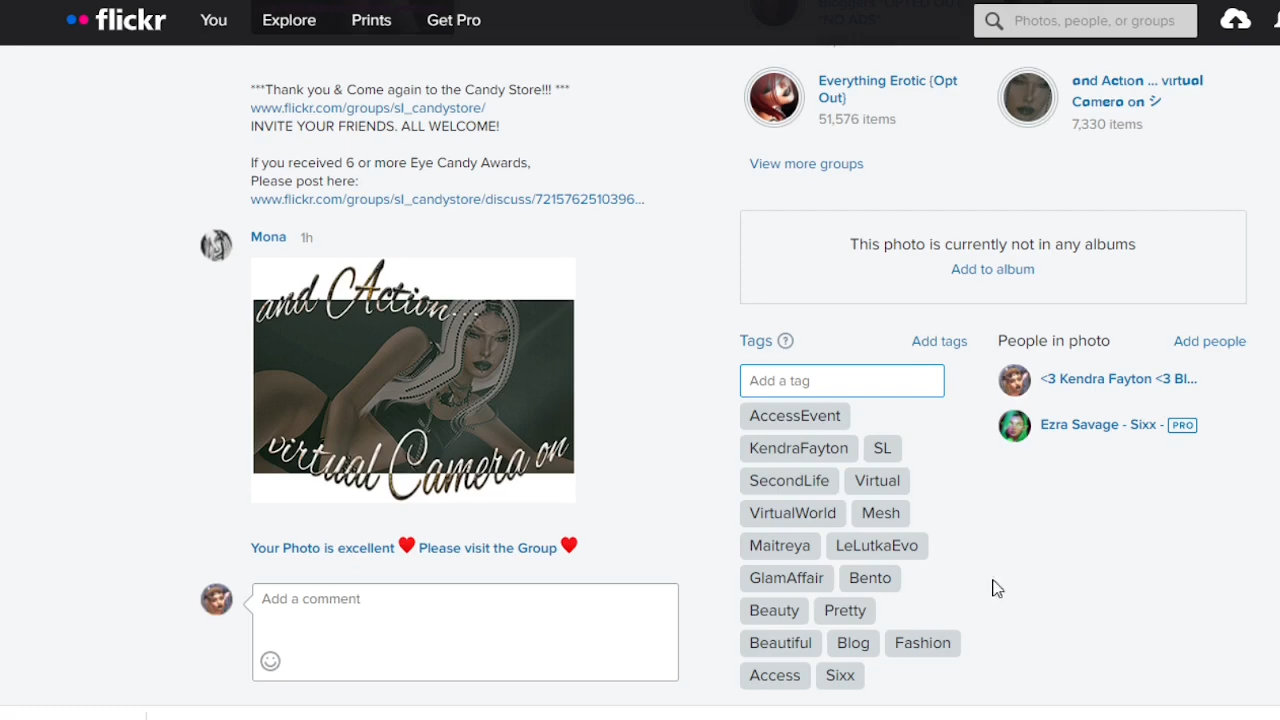 flickr
You
Explore
Prints
Get Pro
Photos, people, or groups
*NO ADS*
***Thank you & Come again to the Candy Store!!! ***
www.flickr.com/groups/sl_candystore/
INVITE YOUR FRIENDS. ALL WELCOME!
If you received 6 or more Eye Candy Awards,
Please post here:
www.flickr.com/groups/sl_candystore/discuss/7215762510396...
Mona 1h
and Action...
virtual Camera on
Your Photo is excellent ♥ Please visit the Group ♥
Add a comment
Everything Erotic {Opt
Out}
51,576 items
and Actιon ... vιrtual
Camera on シ
7,330 items
View more groups
This photo is currently not in any albums
Add to album
Tags ?
Add tags
Add a tag
AccessEvent
KendraFayton SL
SecondLife Virtual
VirtualWorld Mesh
Maitreya LeLutkaEvo
GlamAffair Bento
Beauty Pretty
Beautiful Blog Fashion
Access Sixx
People in photo
Add people
<3 Kendra Fayton <3 Bl...
Ezra Savage - Sixx - PRO